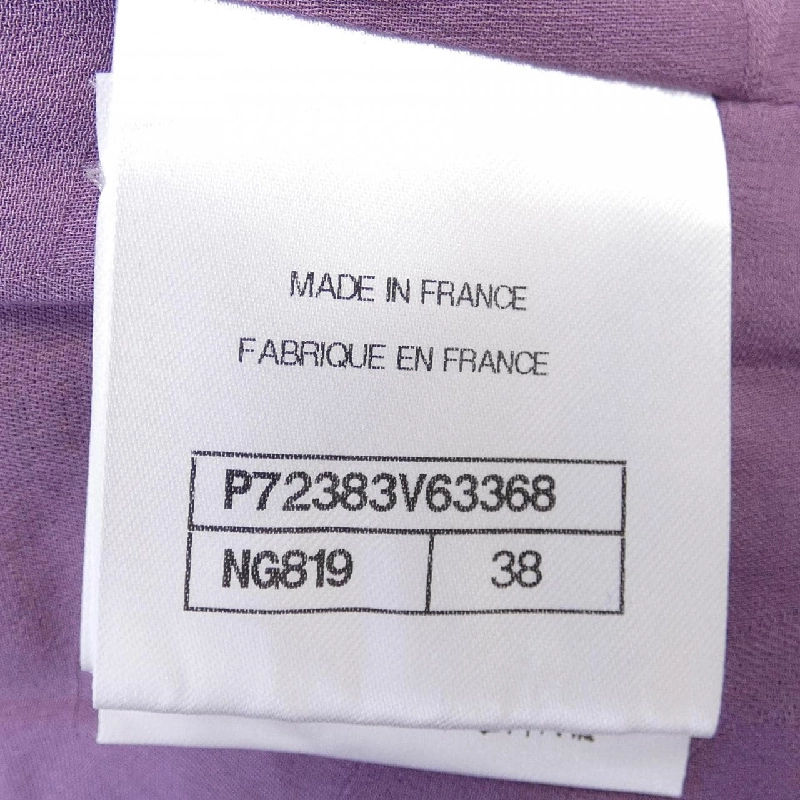 MADE IN FRANCE
FABRIQUE EN FRANCE
P72383V63368
NG819 38